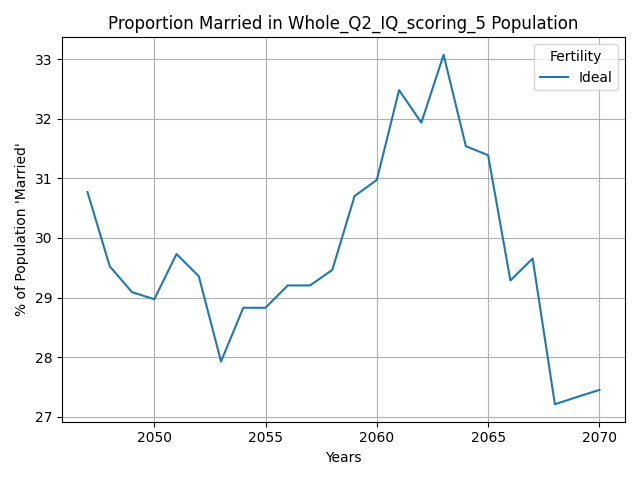 Proportion Married in Whole_Q2_IQ_scoring_5 Population
Fertility
Ideal
% of Population 'Married'
33
32
31
30
29
28
27
2050 2055 2060 2065 2070
Years